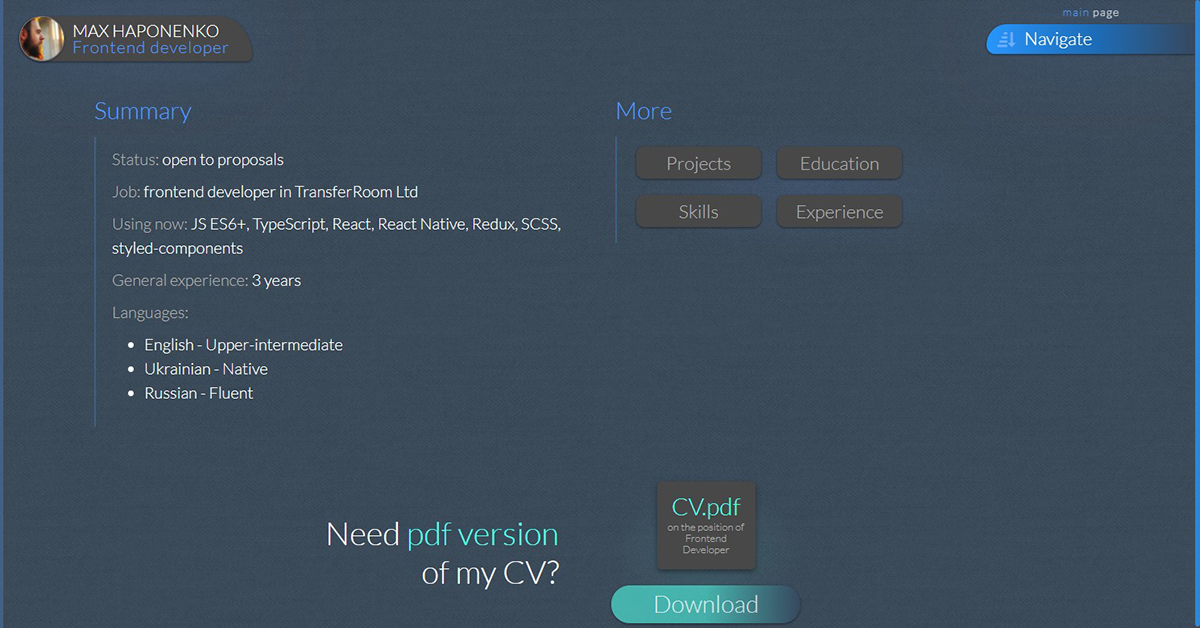 MAX HAPONENKO
Frontend developer
main page
Navigate
Summary
Status: open to proposals
Job: frontend developer in TransferRoom Ltd
Using now: JS ES6+, TypeScript, React, React Native, Redux, SCSS,
styled-components
General experience: 3 years
Languages:
English - Upper-intermediate
Ukrainian - Native
Russian - Fluent
More
Projects
Education
Skills
Experience
Need pdf version
of my CV?
CV.pdf
on the position of
Frontend
Developer
Download